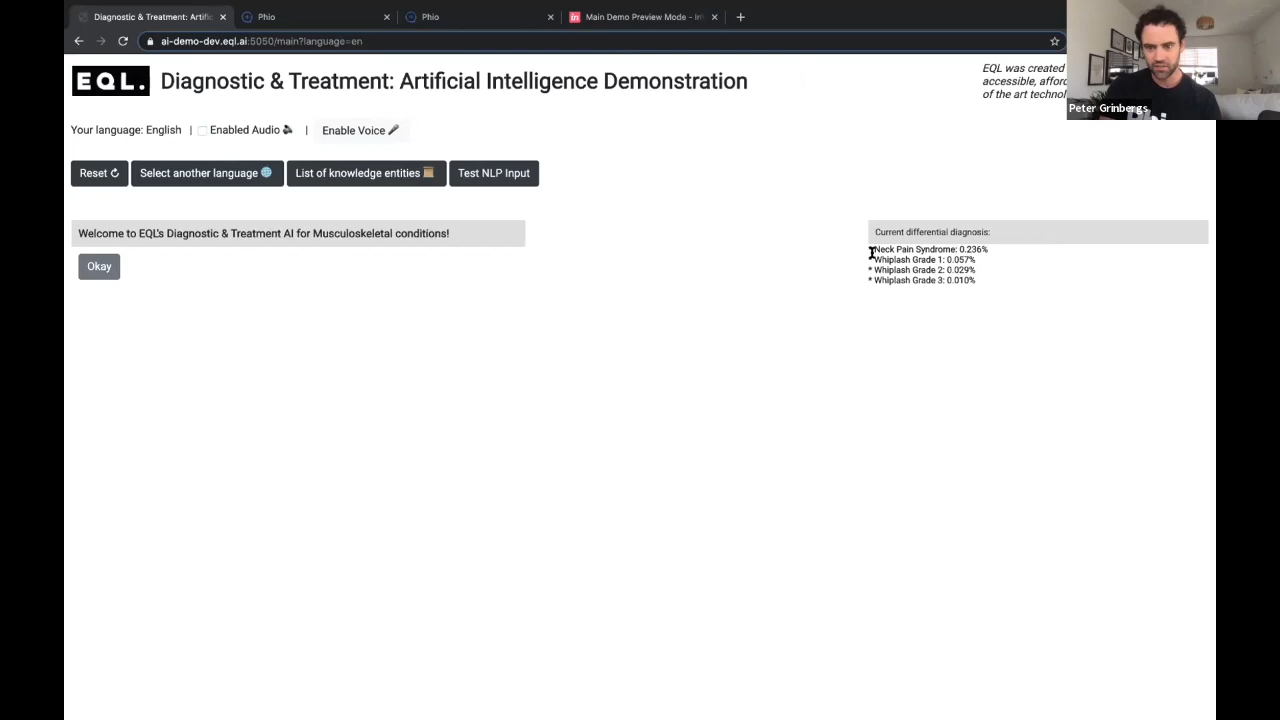 Diagnostic & Treatment: Artific
Phio
Phio
in Main Demo Preview Mode - In
ai-demo-dev.eql.ai:5050/main?language=en
EQL.
Diagnostic & Treatment: Artificial Intelligence Demonstration
EQL was created
accessible, affor
of the art technol
Peter Grinbergs
Your language: English | Enabled Audio | Enable Voice
Reset Select another language List of knowledge entities Test NLP Input
Welcome to EQL's Diagnostic & Treatment AI for Musculoskeletal conditions!
Okay
Current differential diagnosis:
Neck Pain Syndrome: 0.236%
Whiplash Grade 1: 0.057%
* Whiplash Grade 2: 0.029%
* Whiplash Grade 3: 0.010%